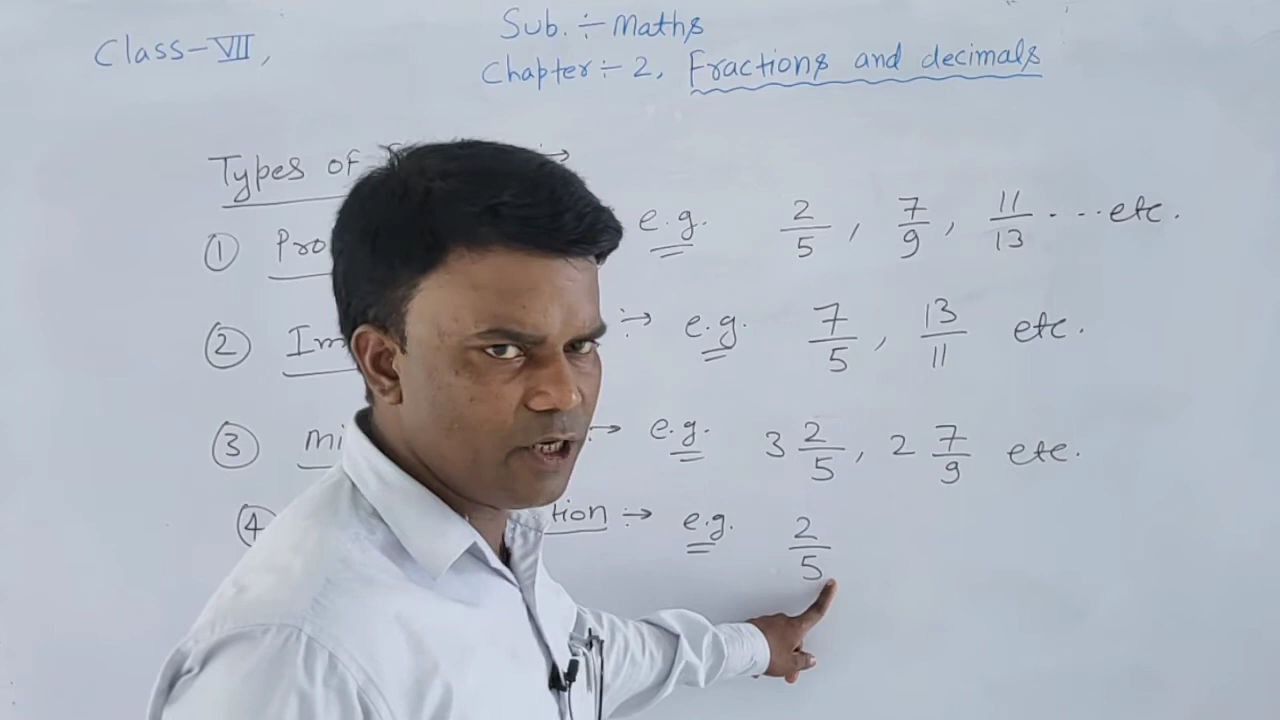 Class-VII,
Sub. ÷ Maths
Chapter ÷ 2, Fractions and decimals
Types of →
① Pro e.g. 2/5, 7/9, 11/13 ... etc.
② Im ÷→ e.g. 7/5, 13/11 etc.
③ mi ÷→ e.g. 3 2/5, 2 7/9 etc.
④ tion ÷→ e.g. 2/5